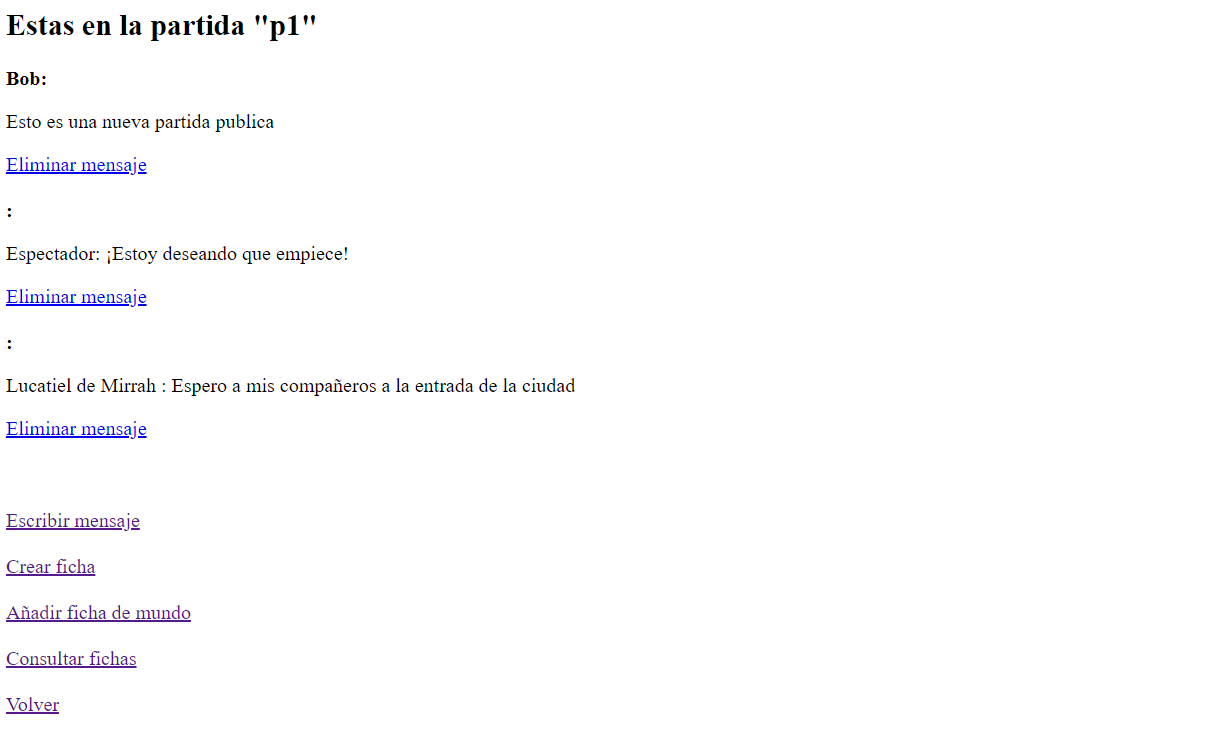 Estas en la partida "p1"
Bob:
Esto es una nueva partida publica
Eliminar mensaje
:
Espectador: ¡Estoy deseando que empiece!
Eliminar mensaje
:
Lucatiel de Mirrah : Espero a mis compañeros a la entrada de la ciudad
Eliminar mensaje
Escribir mensaje
Crear ficha
Añadir ficha de mundo
Consultar fichas
Volver